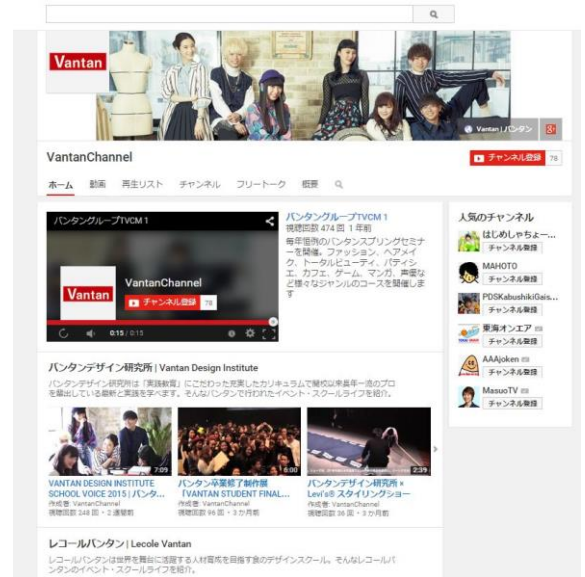 Vantan
Vantan | バンタン
VantanChannel
チャンネル登録 78
ホーム 動画 再生リスト チャンネル フリートーク 概要
バンタングループTVCM 1
Vantan
VantanChannel
チャンネル登録 78
0:15 / 0:15
バンタングループTVCM 1
視聴回数 474 回 1 年前
毎年恒例のバンタンスプリングセミナ
ーを開催。ファッション、ヘアメイ
ク、トータルビューティ、パティシ
エ、カフェ、ゲーム、マンガ、声優な
ど様々なジャンルのコースを開催しま
す
人気のチャンネル
はじめしゃちょー...
チャンネル登録
MAHOTO
チャンネル登録
PDSKabushikiGais...
チャンネル登録
東海オンエア
チャンネル登録
AAAjoken
チャンネル登録
MasuoTV
チャンネル登録
バンタンデザイン研究所 | Vantan Design Institute
バンタンデザイン研究所は「実践教育」にこだわった充実したカリキュラムで開校以来長年一流のプロ
を輩出している最新と実践を学べます。そんなバンタンで行われたイベント・スクールライフを紹介。
7:09
6:00
2:39
VANTAN DESIGN INSTITUTE
SCHOOL VOICE 2015 | バンタ...
作成者: VantanChannel
視聴回数 248 回・2 週間前
バンタン卒業修了制作展
「VANTAN STUDENT FINAL...
作成者: VantanChannel
視聴回数 96 回・3 か月前
バンタンデザイン研究所 ×
Levi's® スタイリングショー
作成者: VantanChannel
視聴回数 36 回・3 か月前
レコールバンタン | Lecole Vantan
レコールバンタンは世界を舞台に活躍する人材育成を目指す食のデザインスクール。そんなレコールバ
ンタンのイベント・スクールライフを紹介。